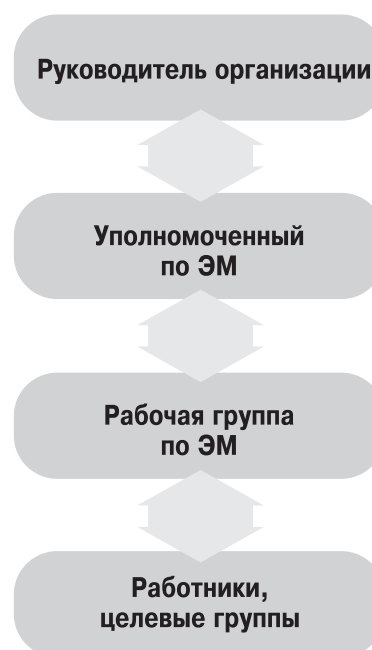 Руководитель организации
Уполномоченный
по ЭМ
Рабочая группа
по ЭМ
Работники,
целевые группы